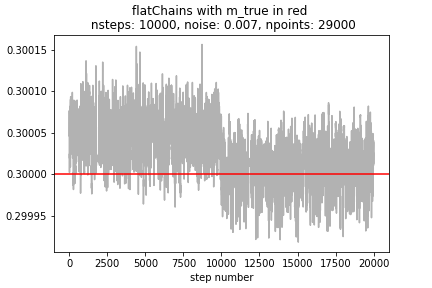 flatChains with m_true in red
nsteps: 10000, noise: 0.007, npoints: 29000
0.30015
0.30010
0.30005
0.30000
0.29995
0 2500 5000 7500 10000 12500 15000 17500 20000
step number